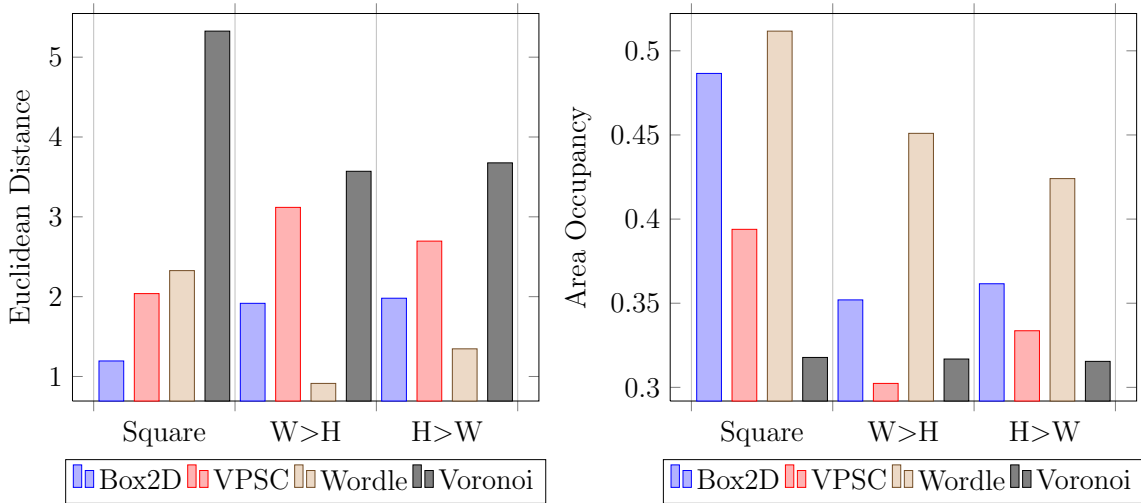 Euclidean Distance
5
4
3
2
1
Square W>H H>W
Box2D VPSC Wordle Voronoi
Area Occupancy
0.5
0.45
0.4
0.35
0.3
Square W>H H>W
Box2D VPSC Wordle Voronoi